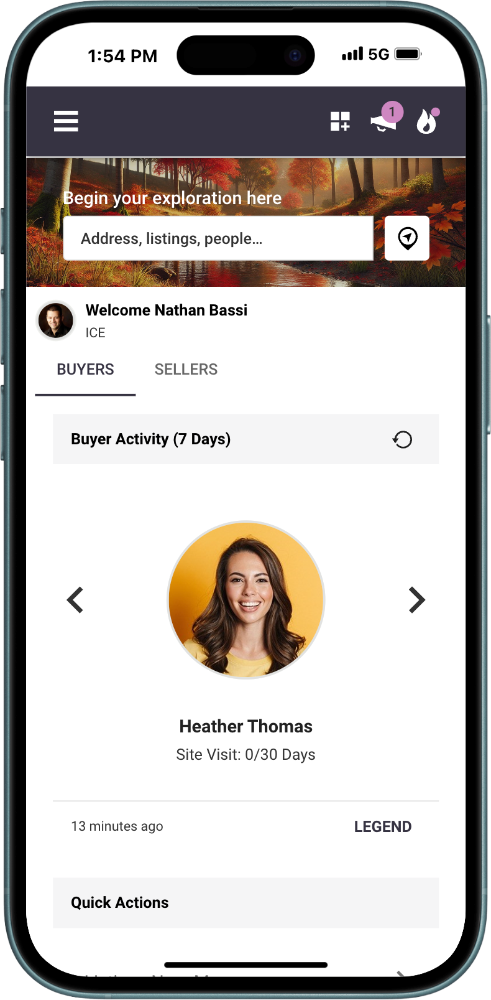 1:54 PM
5G
1
Begin your exploration here
Address, listings, people...
Welcome Nathan Bassi
ICE
BUYERS
SELLERS
Buyer Activity (7 Days)
Heather Thomas
Site Visit: 0/30 Days
13 minutes ago
LEGEND
Quick Actions